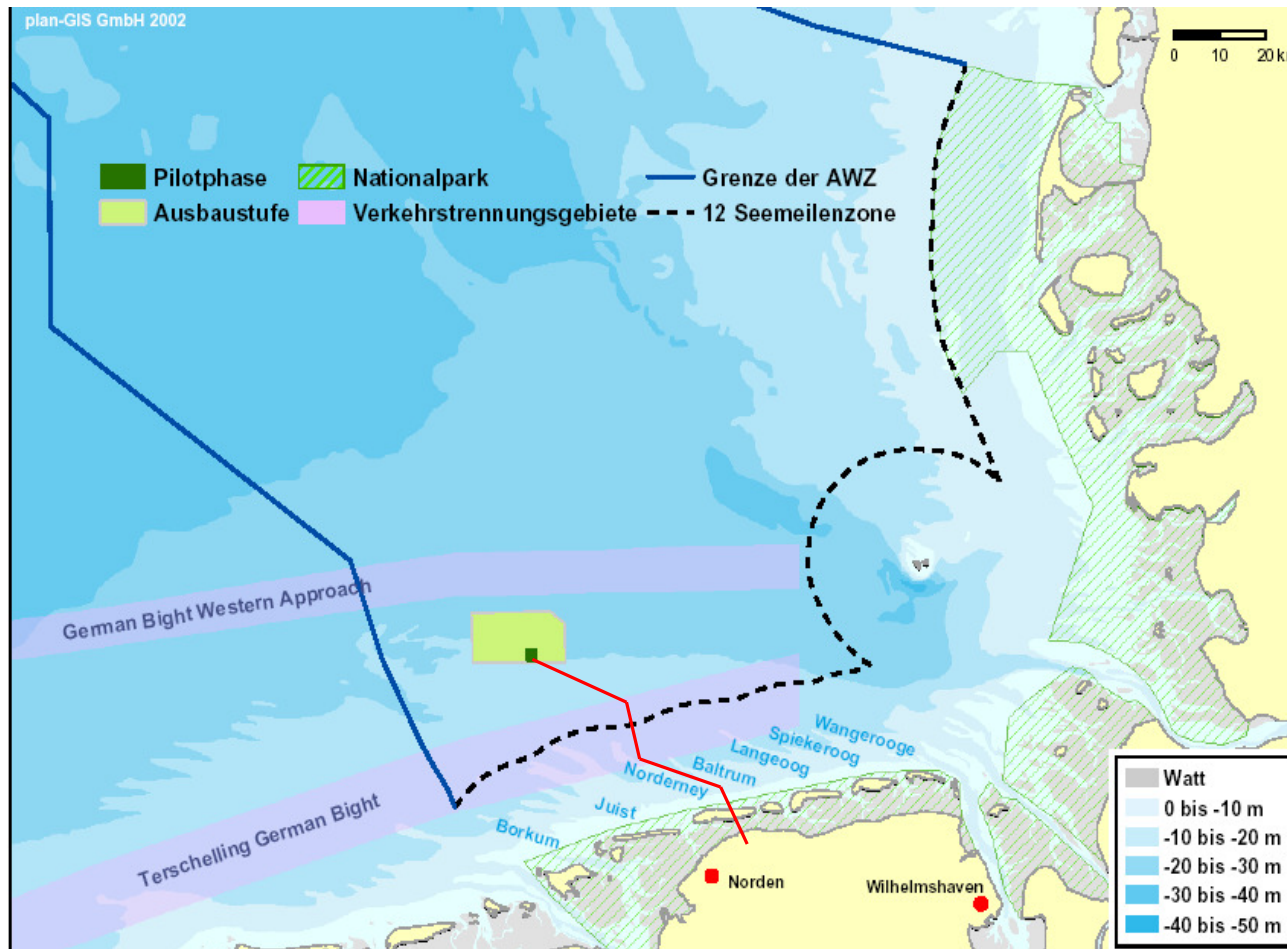 plan-GIS GmbH 2002
0 10 20 km
Pilotphase
Nationalpark
Grenze der AWZ
Ausbaustufe
Verkehrstrennungsgebiete
12 Seemeilenzone
German Bight Western Approach
Terschelling German Bight
Wangerooge
Spiekeroog
Langeoog
Baltrum
Norderney
Juist
Borkum
Norden
Wilhelmshaven
Watt
0 bis -10 m
-10 bis -20 m
-20 bis -30 m
-30 bis -40 m
-40 bis -50 m